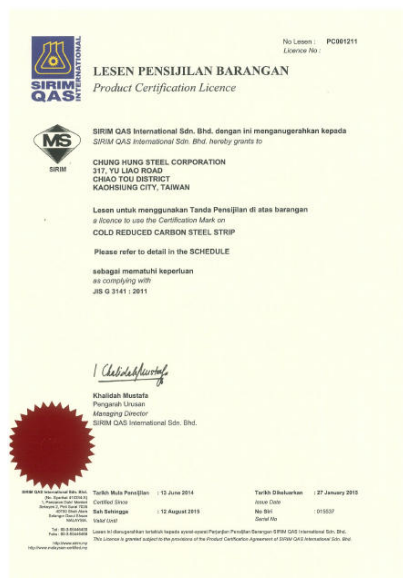 No Lesen : PC001211
Licence No :
SIRIM
QAS
INTERNATIONAL
LESEN PENSIJILAN BARANGAN
Product Certification Licence
MS
SIRIM
SIRIM QAS International Sdn. Bhd. dengan ini menganugerahkan kepada
SIRIM QAS International Sdn. Bhd. hereby grants to
CHUNG HUNG STEEL CORPORATION
317, YU LIAO ROAD
CHIAO TOU DISTRICT
KAOHSIUNG CITY, TAIWAN
Lesen untuk menggunakan Tanda Pensijilan di atas barangan
a licence to use the Certification Mark on
COLD REDUCED CARBON STEEL STRIP
Please refer to detail in the SCHEDULE
sebagai mematuhi keperluan
as complying with
JIS G 3141 : 2011
Khalidah Mustafa
Pengarah Urusan
Managing Director
SIRIM QAS International Sdn. Bhd.
SIRIM QAS International Sdn. Bhd.
MALAYSIA.
Tarikh Mula Pensijilan : 13 June 2014
Certified Since
Sah Sehingga : 12 August 2015
Valid Until
Tarikh Dikeluarkan : 27 January 2015
Issue Date
No Siri
Serial No
Lesen ini dianugerahkan tertakluk kepada syarat-syarat Perjanjian Pensijilan Barangan SIRIM QAS International Sdn. Bhd.
This Licence is granted subject to the provisions of the Product Certification Agreement of SIRIM QAS International Sdn. Bhd.